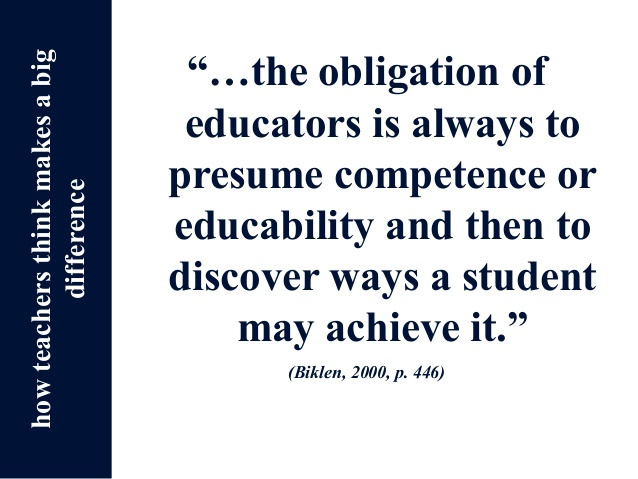 how teachers think makes a big
difference
“…the obligation of
educators is always to
presume competence or
educability and then to
discover ways a student
may achieve it.”
(Biklen, 2000, p. 446)